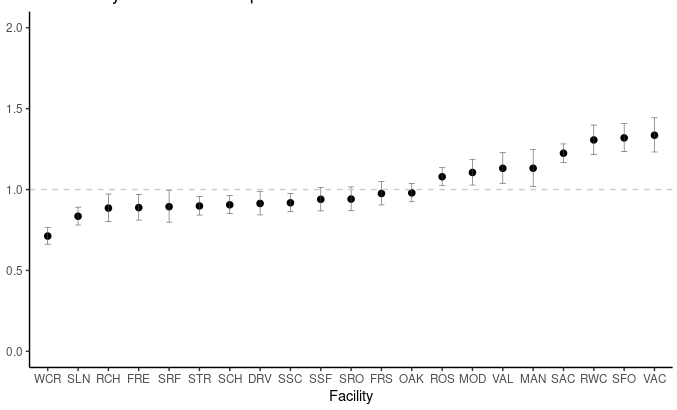 2.0
1.5
1.0
0.5
0.0
WCR SLN RCH FRE SRF STR SCH DRV SSC SSF SRO FRS OAK ROS MOD VAL MAN SAC RWC SFO VAC
Facility